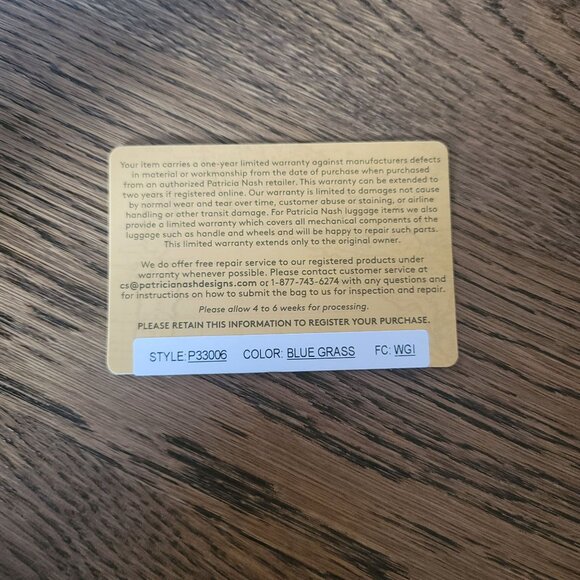 Your item carries a one-year limited warranty against manufacturers defects
in material or workmanship from the date of purchase when purchased
from an authorized Patricia Nash retailer. This warranty can be extended to
two years if registered online. Our warranty is limited to damages not cause
by normal wear and tear over time, customer abuse or staining, or airline
handling or other transit damage. For Patricia Nash luggage items we also
provide a limited warranty which covers all mechanical components of the
luggage such as handle and wheels and will be happy to repair such parts.
This limited warranty extends only to the original owner.
We do offer free repair service to our registered products under
warranty whenever possible. Please contact customer service at
cs@patricianashdesigns.com or 1-877-743-6274 with any questions and
for instructions on how to submit the bag to us for inspection and repair.
Please allow 4 to 6 weeks for processing.
PLEASE RETAIN THIS INFORMATION TO REGISTER YOUR PURCHASE.
STYLE: P33006 COLOR: BLUE GRASS FC: WGI